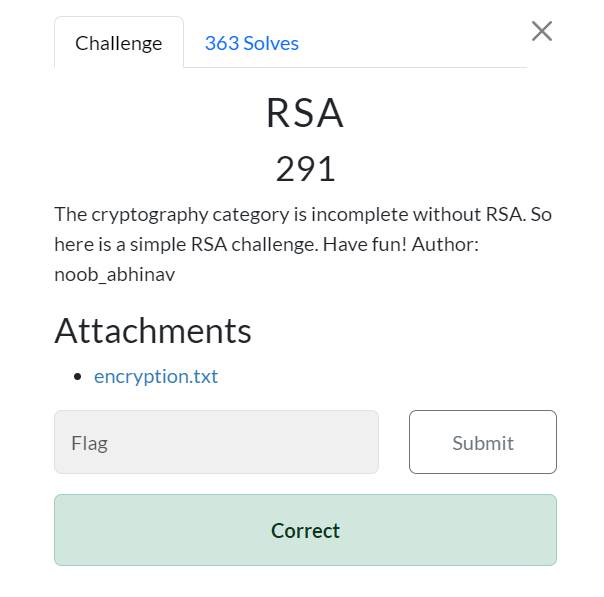 Challenge
363 Solves
RSA
291
The cryptography category is incomplete without RSA. So
here is a simple RSA challenge. Have fun! Author:
noob_abhinav
Attachments
encryption.txt
Flag
Submit
Correct